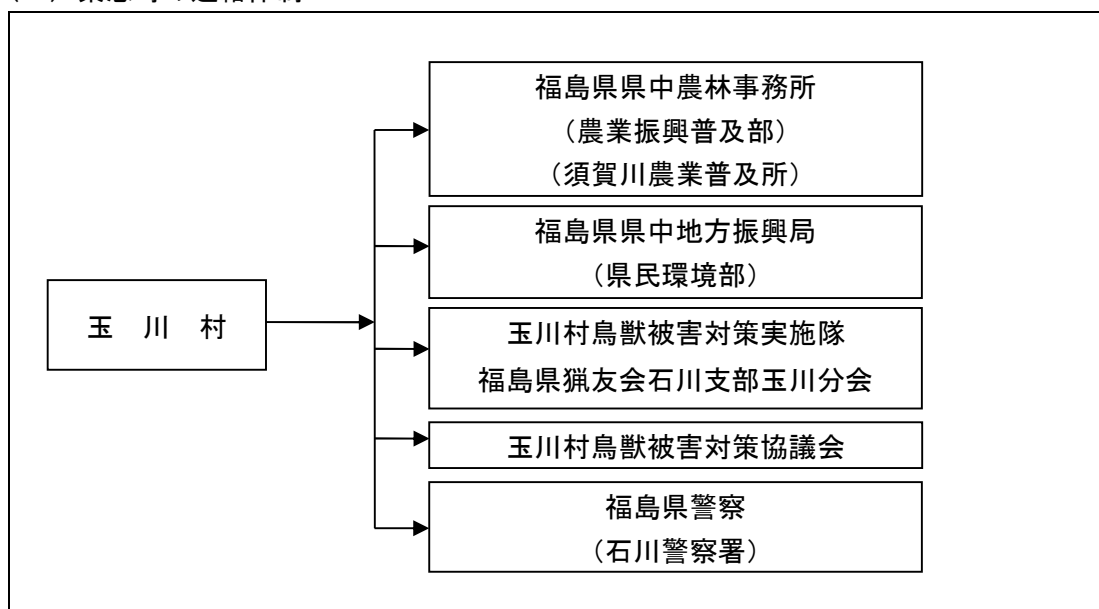 玉 川 村
福島県県中農林事務所
（農業振興普及部）
（須賀川農業普及所）
福島県県中地方振興局
（県民環境部）
玉川村鳥獣被害対策実施隊
福島県猟友会石川支部玉川分会
玉川村鳥獣被害対策協議会
福島県警察
（石川警察署）